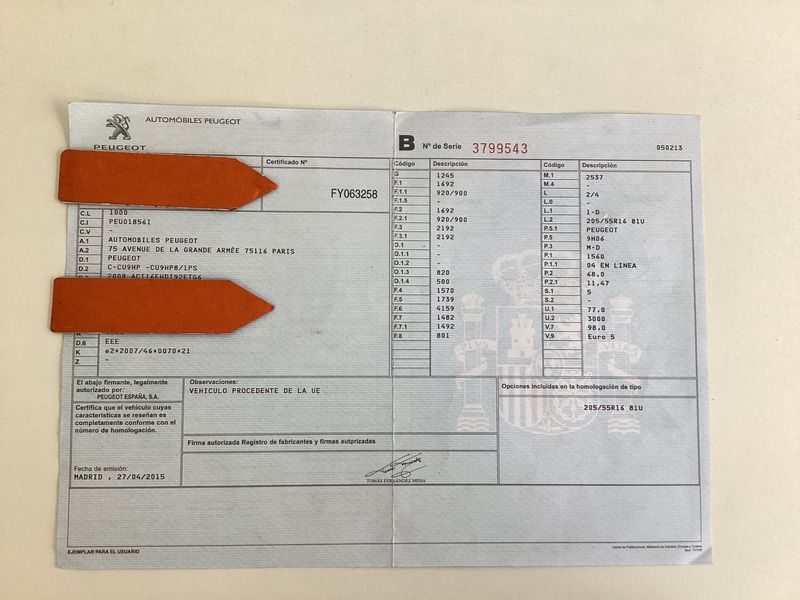 AUTOMÓBILES PEUGEOT
PEUGEOT
Certificado Nº
FY063258
C.L 1000
C.I PEU01856I
C.V -
A.1 AUTOMOBILES PEUGEOT
A.2 75 AVENUE DE LA GRANDE ARMÉE 75116 PARIS
D.1 PEUGEOT
D.2 C-CU9HP -CU9HP8/1PS
2008 ACT16EHDI92ETG6
D.6 EEE
K e2*2007/46*0070*21
Z -
El abajo firmante, legalmente
autorizado por:
PEUGEOT ESPAÑA, S.A.
Certifica que el vehículo cuyas
características se reseñan es
completamente conforme con el
número de homologación.
Fecha de emisión:
MADRID , 27/04/2015
Observaciones:
VEHICULO PROCEDENTE DE LA UE
Firma autorizada Registro de fabricantes y firmas autorizadas
TOMÁS FERNÁNDEZ MENA
EJEMPLAR PARA EL USUARIO
B Nº de Serie 3799543
050213
Código Descripción
G 1245
F.1 1692
F.1.1 920/900
F.1.5 -
F.2 1692
F.2.1 920/900
F.3 2192
F.3.1 2192
O.1 -
O.1.1 -
O.1.2 -
O.1.3 820
O.1.4 500
F.4 1570
F.5 1739
F.6 4159
F.7 1482
F.7.1 1492
F.8 801
Código Descripción
M.1 2537
M.4 -
L 2/4
L.0 -
L.1 1-D
L.2 205/55R16 81U
P.5.1 PEUGEOT
P.5 9H06
P.3 M-D
P.1 1560
P.1.1 04 EN LINEA
P.2 68,0
P.2.1 11,47
S.1 5
S.2 -
U.1 77,0
U.2 3000
V.7 98,0
V.9 Euro 5
PLUS
ULTRA
Opciones incluidas en la homologación de tipo
205/55R16 81U